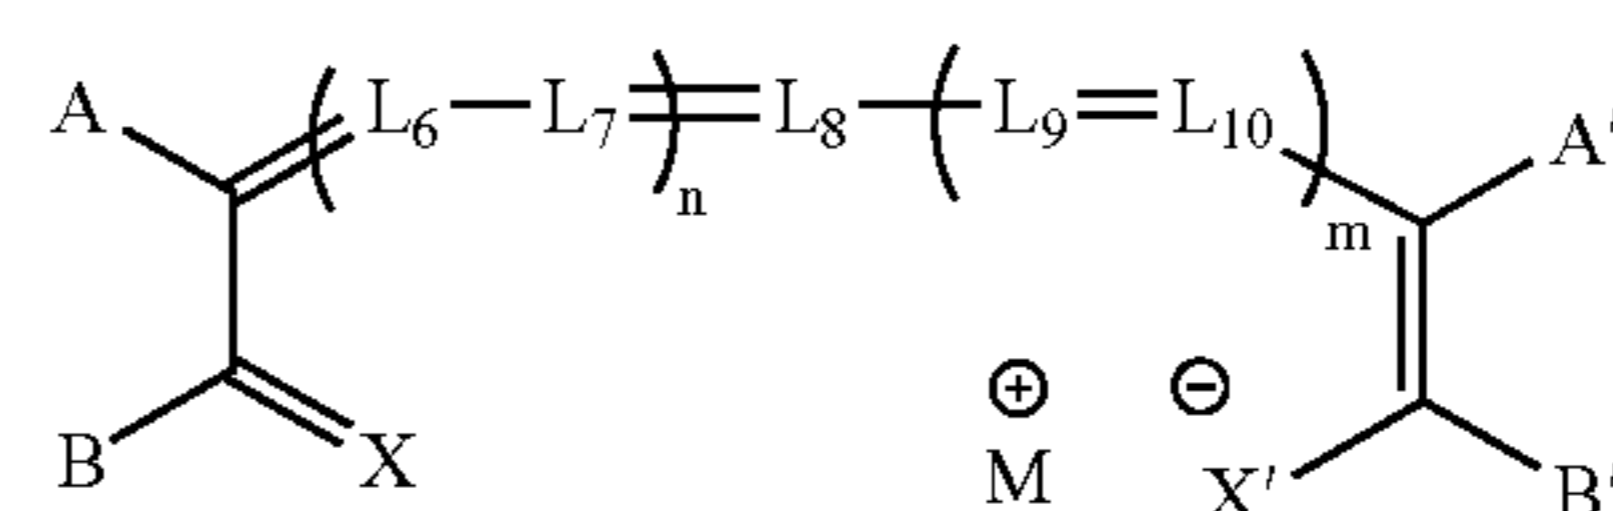 A ( L₆ — L₇ )ₙ = L₈ — ( L₉ = L₁₀ )ₘ A'
⊕ ⊖
B X M X' B'